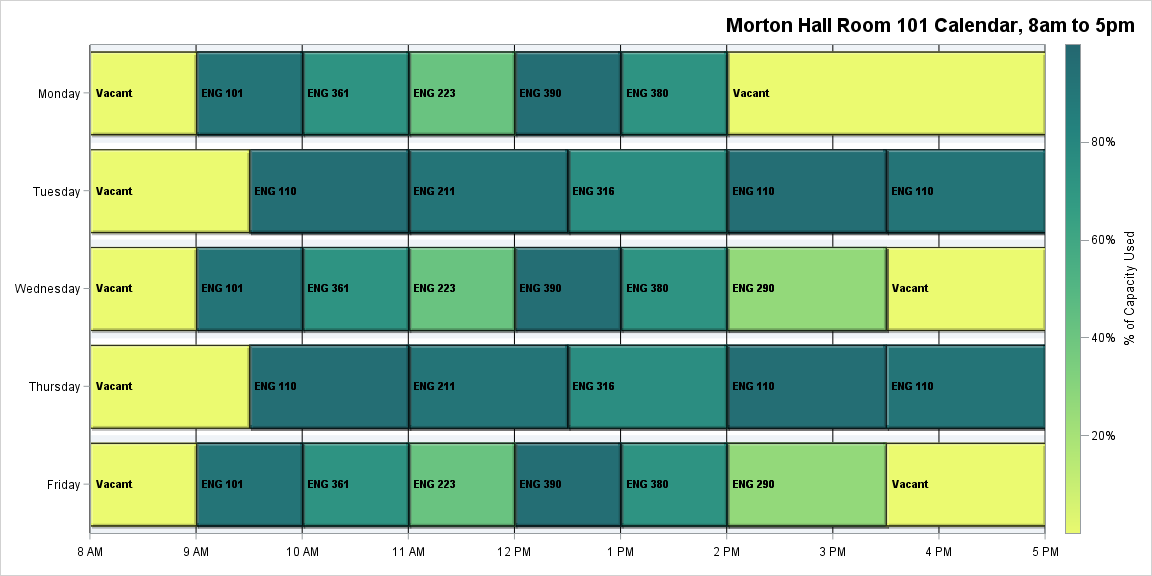 Morton Hall Room 101 Calendar, 8am to 5pm
Monday Vacant ENG 101 ENG 361 ENG 223 ENG 390 ENG 380 Vacant
Tuesday Vacant ENG 110 ENG 211 ENG 316 ENG 110 ENG 110
Wednesday Vacant ENG 101 ENG 361 ENG 223 ENG 390 ENG 380 ENG 290 Vacant
Thursday Vacant ENG 110 ENG 211 ENG 316 ENG 110 ENG 110
Friday Vacant ENG 101 ENG 361 ENG 223 ENG 390 ENG 380 ENG 290 Vacant
8 AM 9 AM 10 AM 11 AM 12 PM 1 PM 2 PM 3 PM 4 PM 5 PM
80%
60%
40%
20%
% of Capacity Used